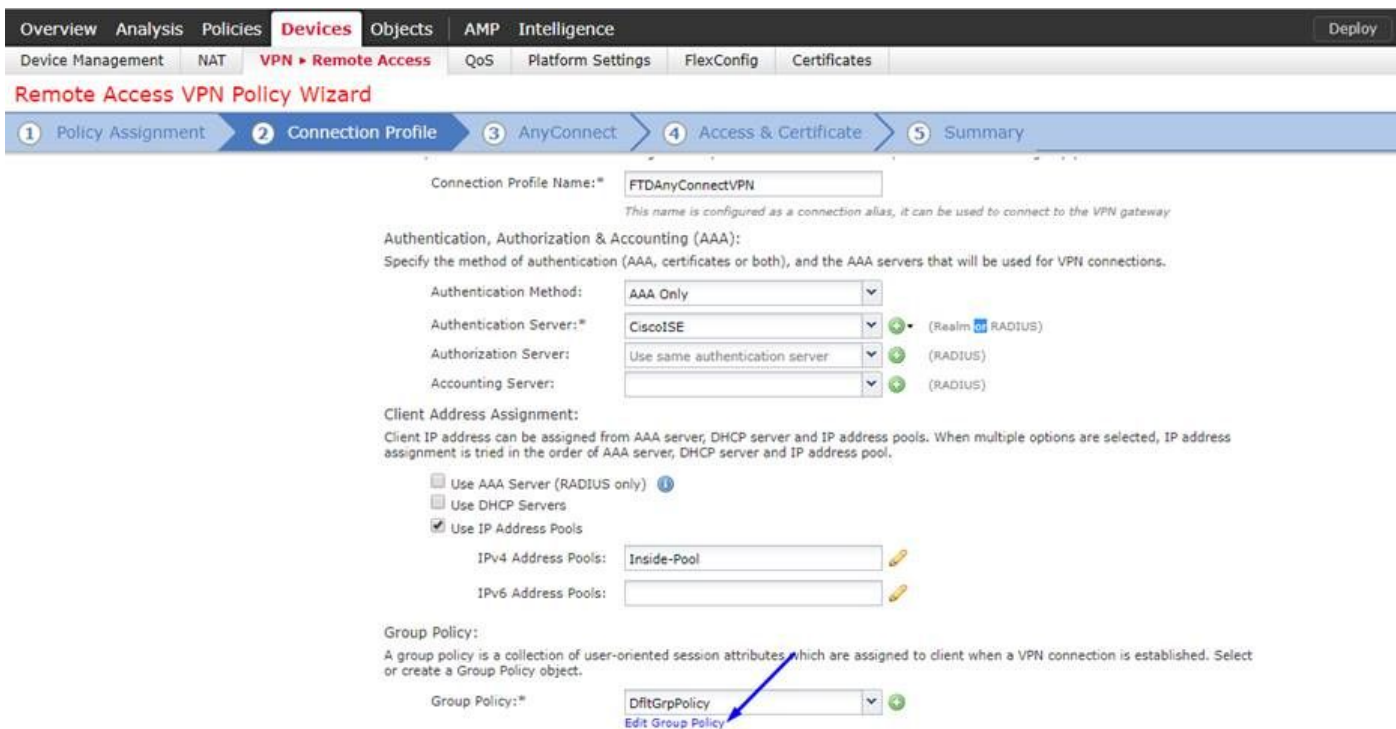 Overview Analysis Policies Devices Objects AMP Intelligence Deploy
Device Management NAT VPN ▸ Remote Access QoS Platform Settings FlexConfig Certificates
Remote Access VPN Policy Wizard
1 Policy Assignment 2 Connection Profile 3 AnyConnect 4 Access & Certificate 5 Summary
Connection Profile Name:* FTDAnyConnectVPN
This name is configured as a connection alias, it can be used to connect to the VPN gateway
Authentication, Authorization & Accounting (AAA):
Specify the method of authentication (AAA, certificates or both), and the AAA servers that will be used for VPN connections.
Authentication Method: AAA Only
Authentication Server:* CiscoISE (Realm or RADIUS)
Authorization Server: Use same authentication server (RADIUS)
Accounting Server: (RADIUS)
Client Address Assignment:
Client IP address can be assigned from AAA server, DHCP server and IP address pools. When multiple options are selected, IP address
assignment is tried in the order of AAA server, DHCP server and IP address pool.
Use AAA Server (RADIUS only)
Use DHCP Servers
Use IP Address Pools
IPv4 Address Pools: Inside-Pool
IPv6 Address Pools:
Group Policy:
A group policy is a collection of user-oriented session attributes which are assigned to client when a VPN connection is established. Select
or create a Group Policy object.
Group Policy:* DfltGrpPolicy
Edit Group Policy